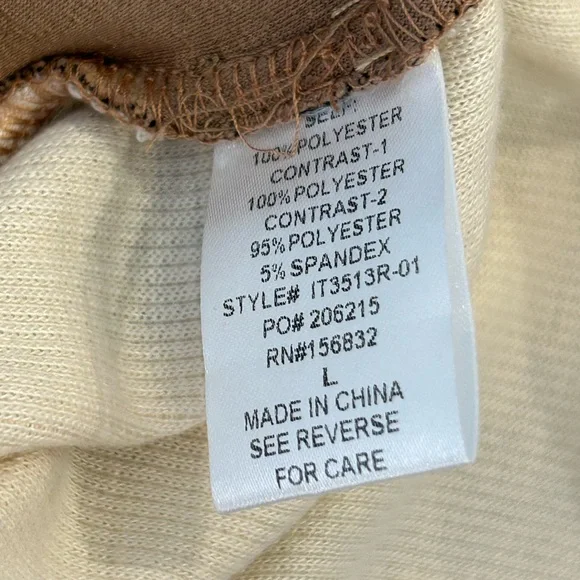 SELF:
100% POLYESTER
CONTRAST-1
100% POLYESTER
CONTRAST-2
95% POLYESTER
5% SPANDEX
STYLE# IT3513R-01
PO# 206215
RN#156832
L
MADE IN CHINA
SEE REVERSE
FOR CARE